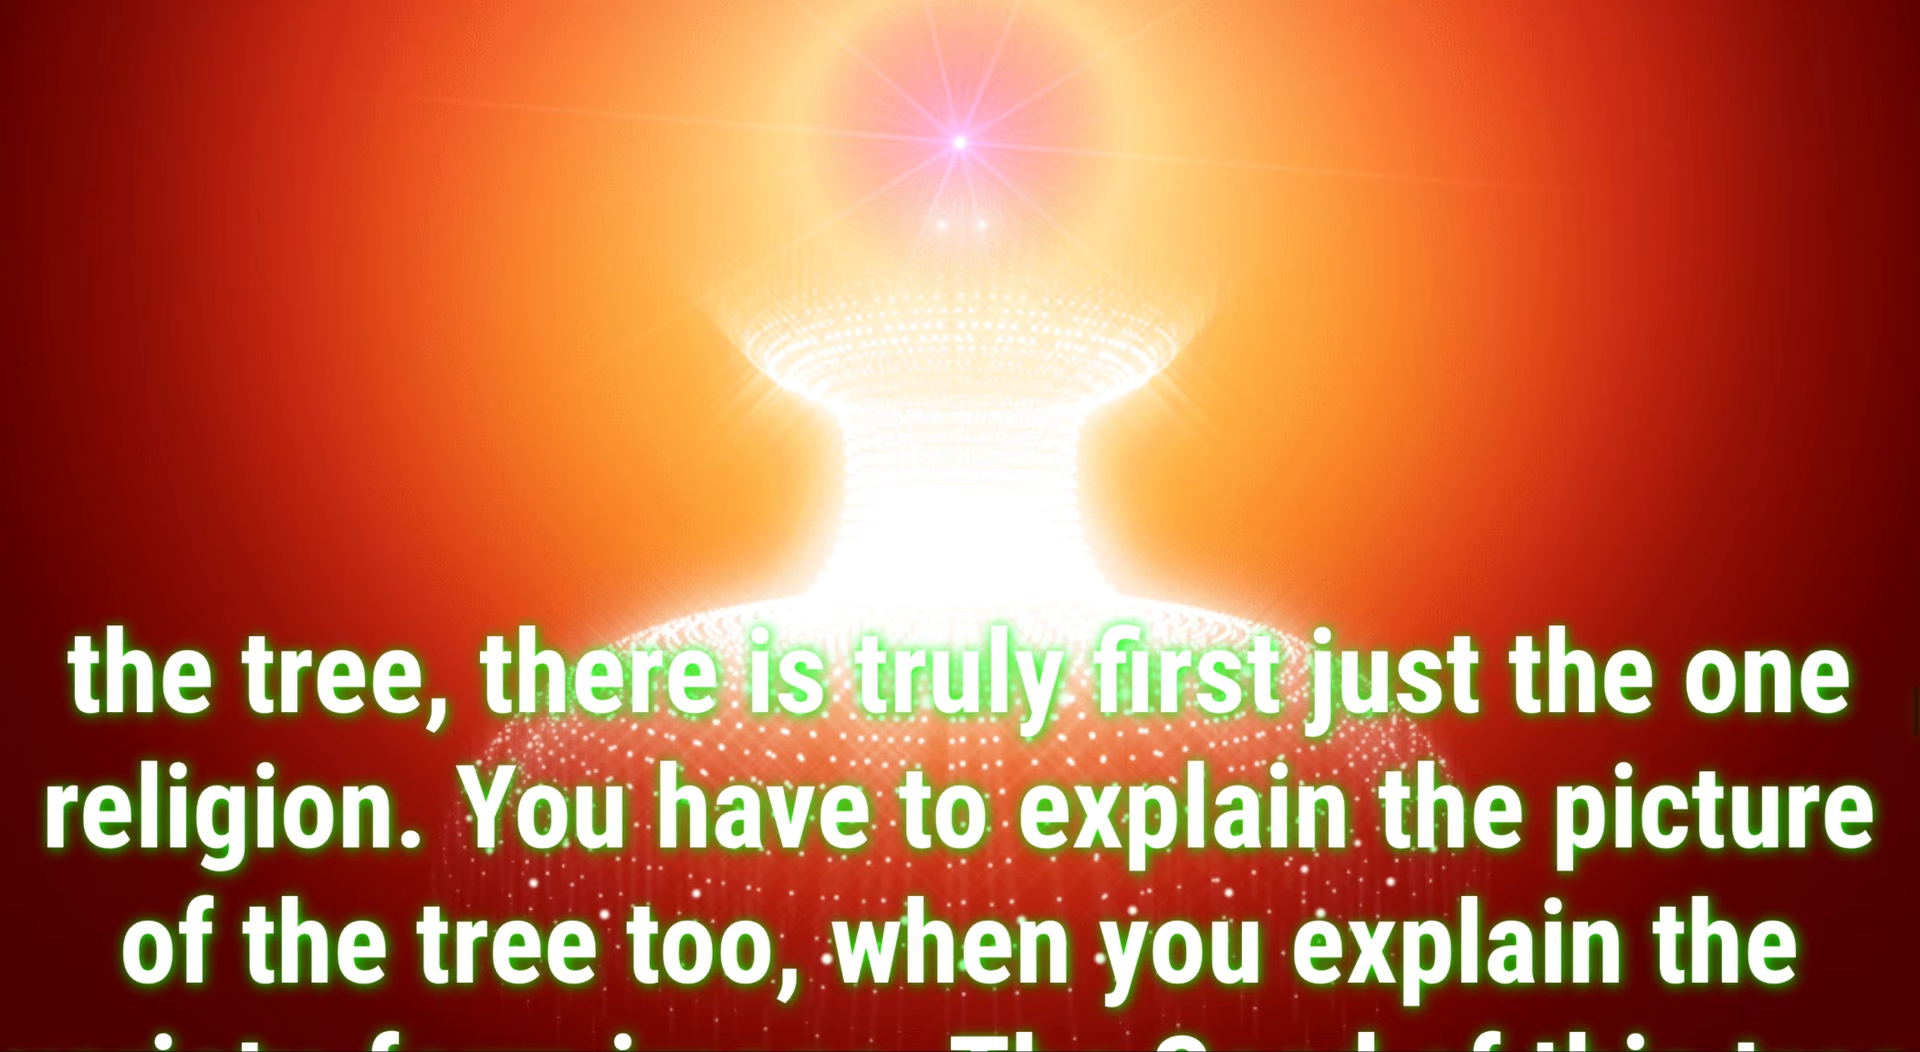 the tree, there is truly first just the one
religion. You have to explain the picture
of the tree too, when you explain the